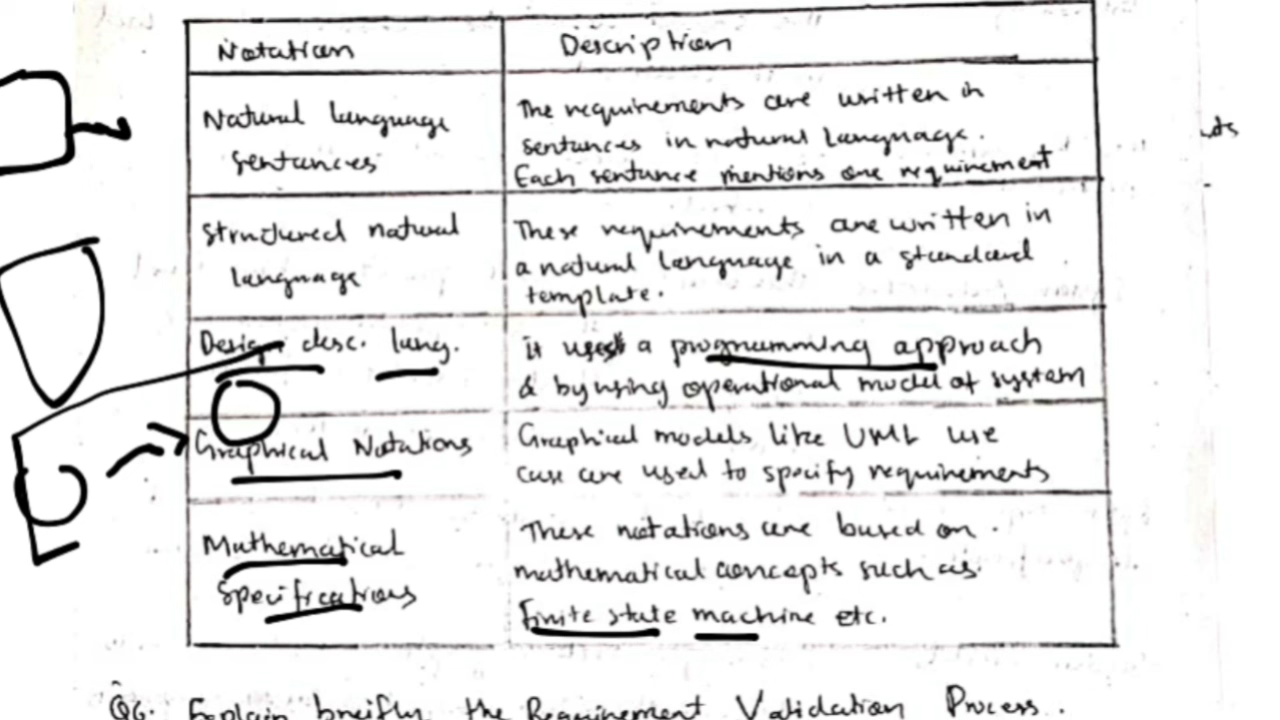 Notation Description
Natural language
sentances
The requirements are written in
sentances in natural language.
Each sentance mentions one requirement
Structured natural
language
These requirements are written in
a natural language in a standard
template.
Design desc. lang.
it uses a programming approach
& by using operational model of system
Graphical Notations
Graphical models like UML use
case are used to specify requirements
Mathematical
Specifications
These notations are based on
mathematical concepts such as
finite state machine etc.
Q6. Explain breifly the Requirement Validation Process.